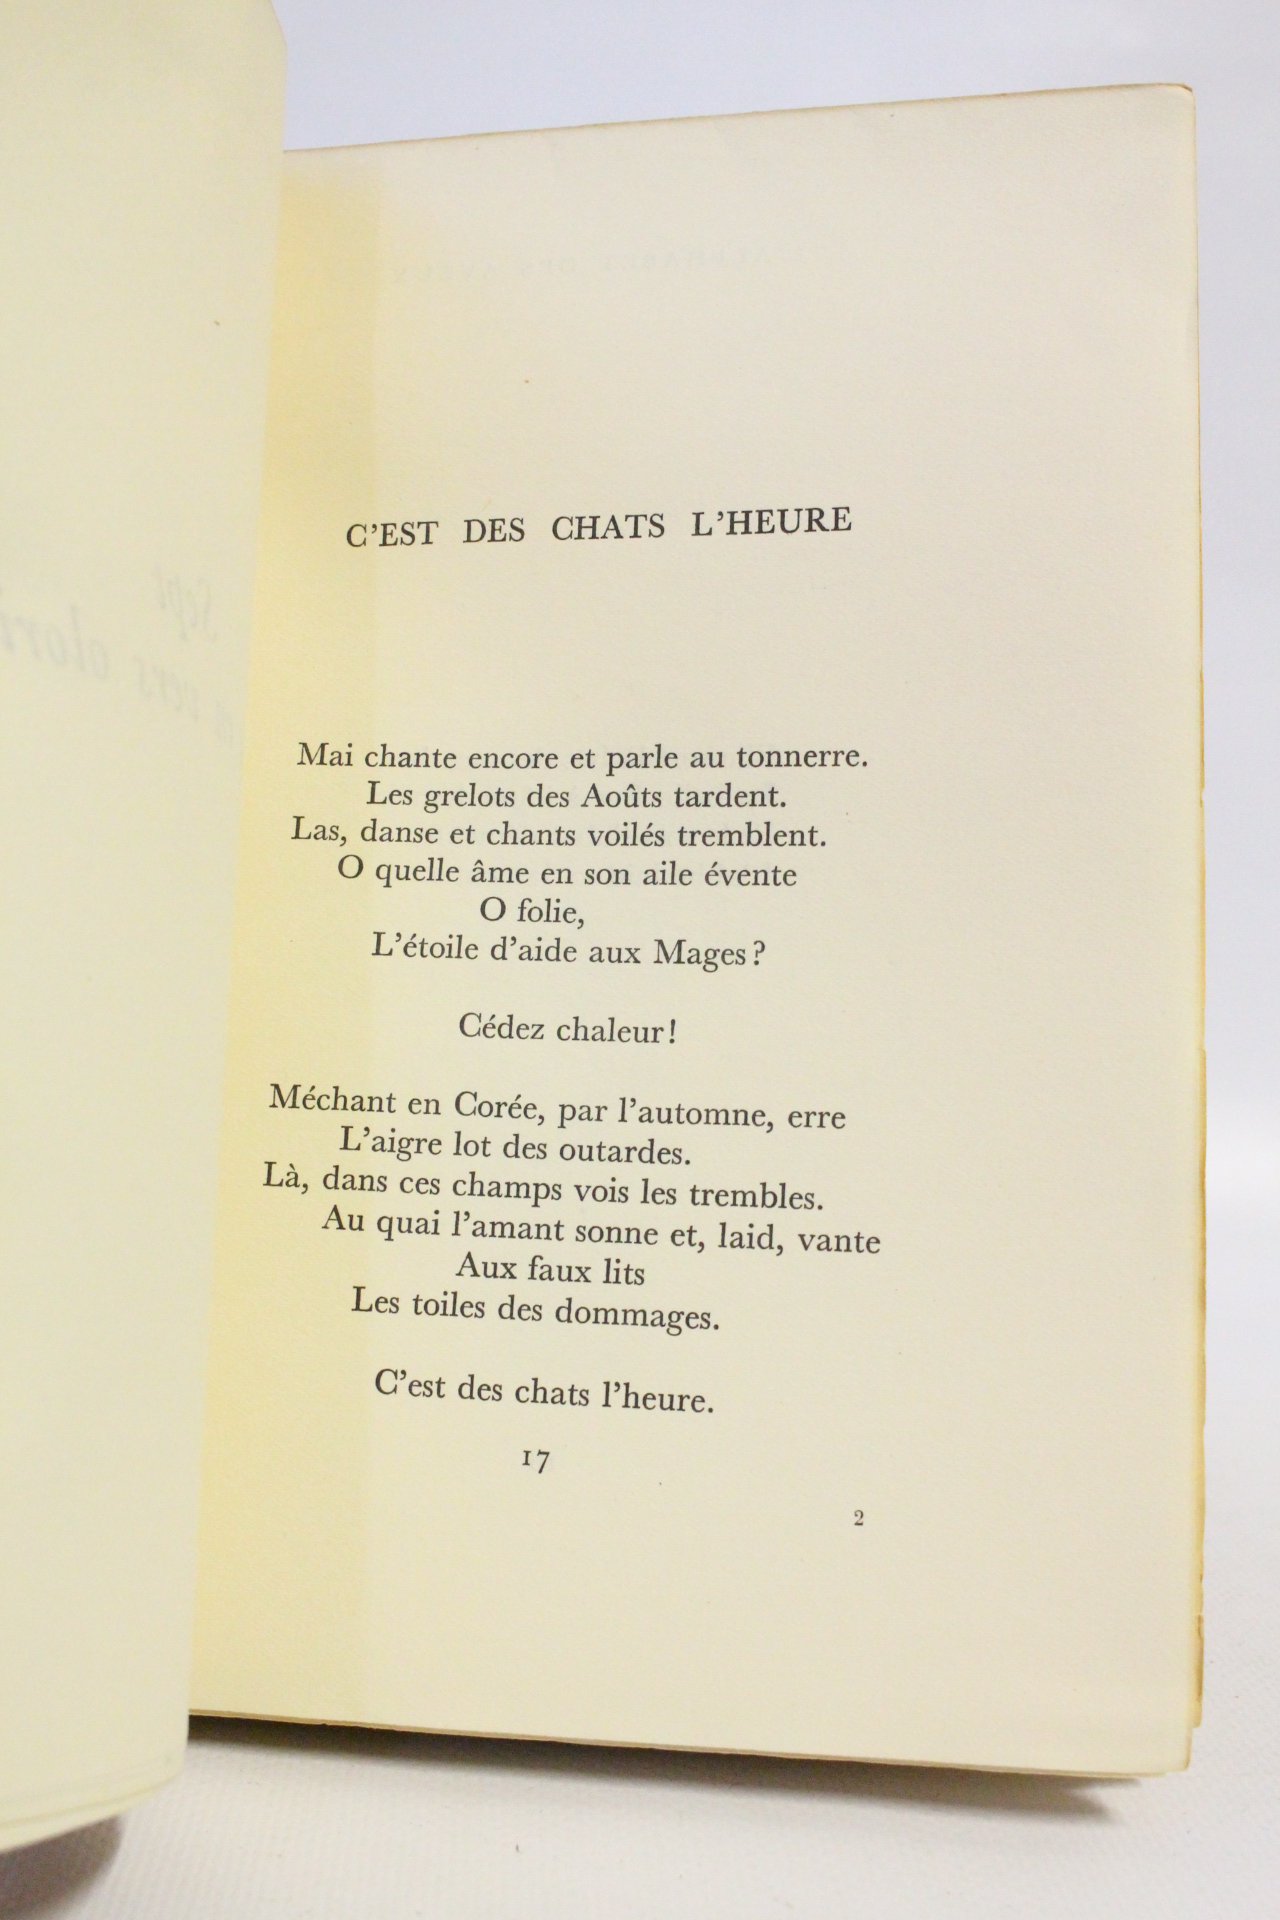 C'EST DES CHATS L'HEURE
Mai chante encore et parle au tonnerre.
Les grelots des Aoûts tardent.
Las, danse et chants voilés tremblent.
O quelle âme en son aile évente
O folie,
L'étoile d'aide aux Mages?
Cédez chaleur!
Méchant en Corée, par l'automne, erre
L'aigre lot des outardes.
Là, dans ces champs vois les trembles.
Au quai l'amant sonne et, laid, vante
Aux faux lits
Les toiles des dommages.
C'est des chats l'heure.
17
2